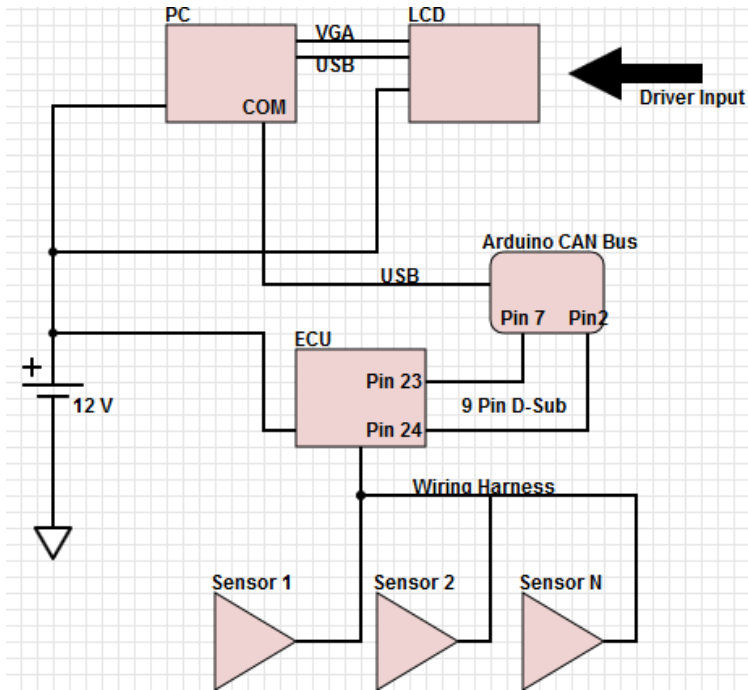 PC
LCD
VGA
USB
COM
Driver Input
Arduino CAN Bus
USB
Pin 7
Pin2
ECU
Pin 23
+
12 V
9 Pin D-Sub
Pin 24
Wiring Harness
Sensor 1
Sensor 2
Sensor N